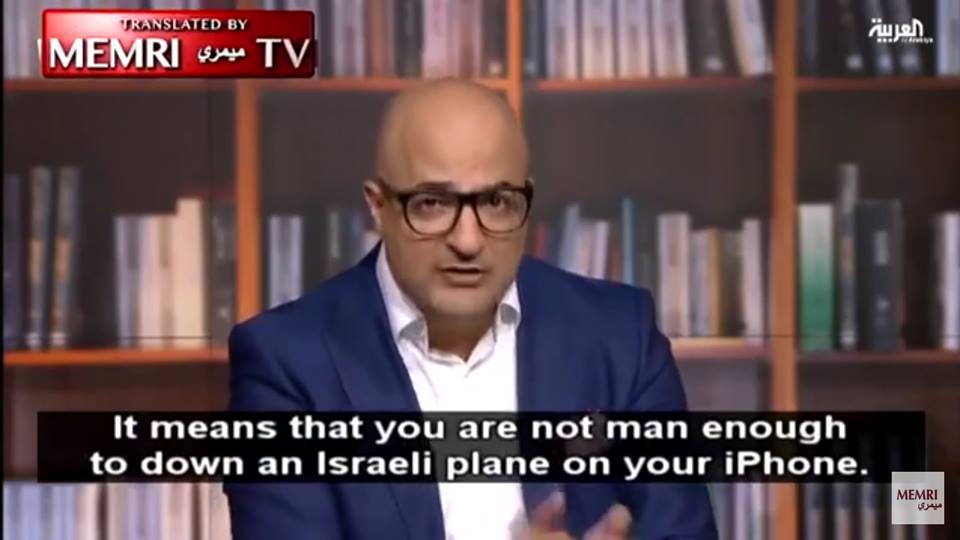 TRANSLATED BY
MEMRI ميمري TV
العربية
It means that you are not man enough
to down an Israeli plane on your iPhone.
MEMRI
ميمري